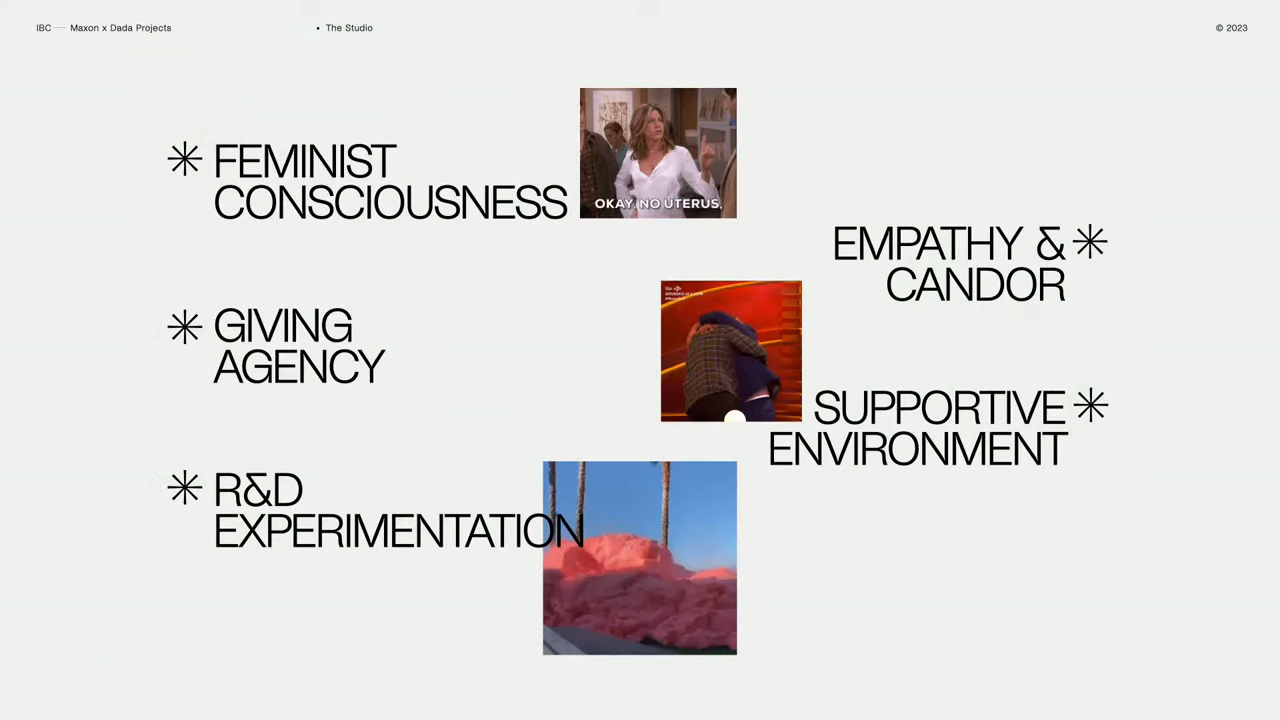 IBC — Maxon x Dada Projects
• The Studio
© 2023
FEMINIST
CONSCIOUSNESS
OKAY, NO UTERUS,
EMPATHY &
CANDOR
GIVING
AGENCY
SUPPORTIVE
ENVIRONMENT
R&D
EXPERIMENTATION